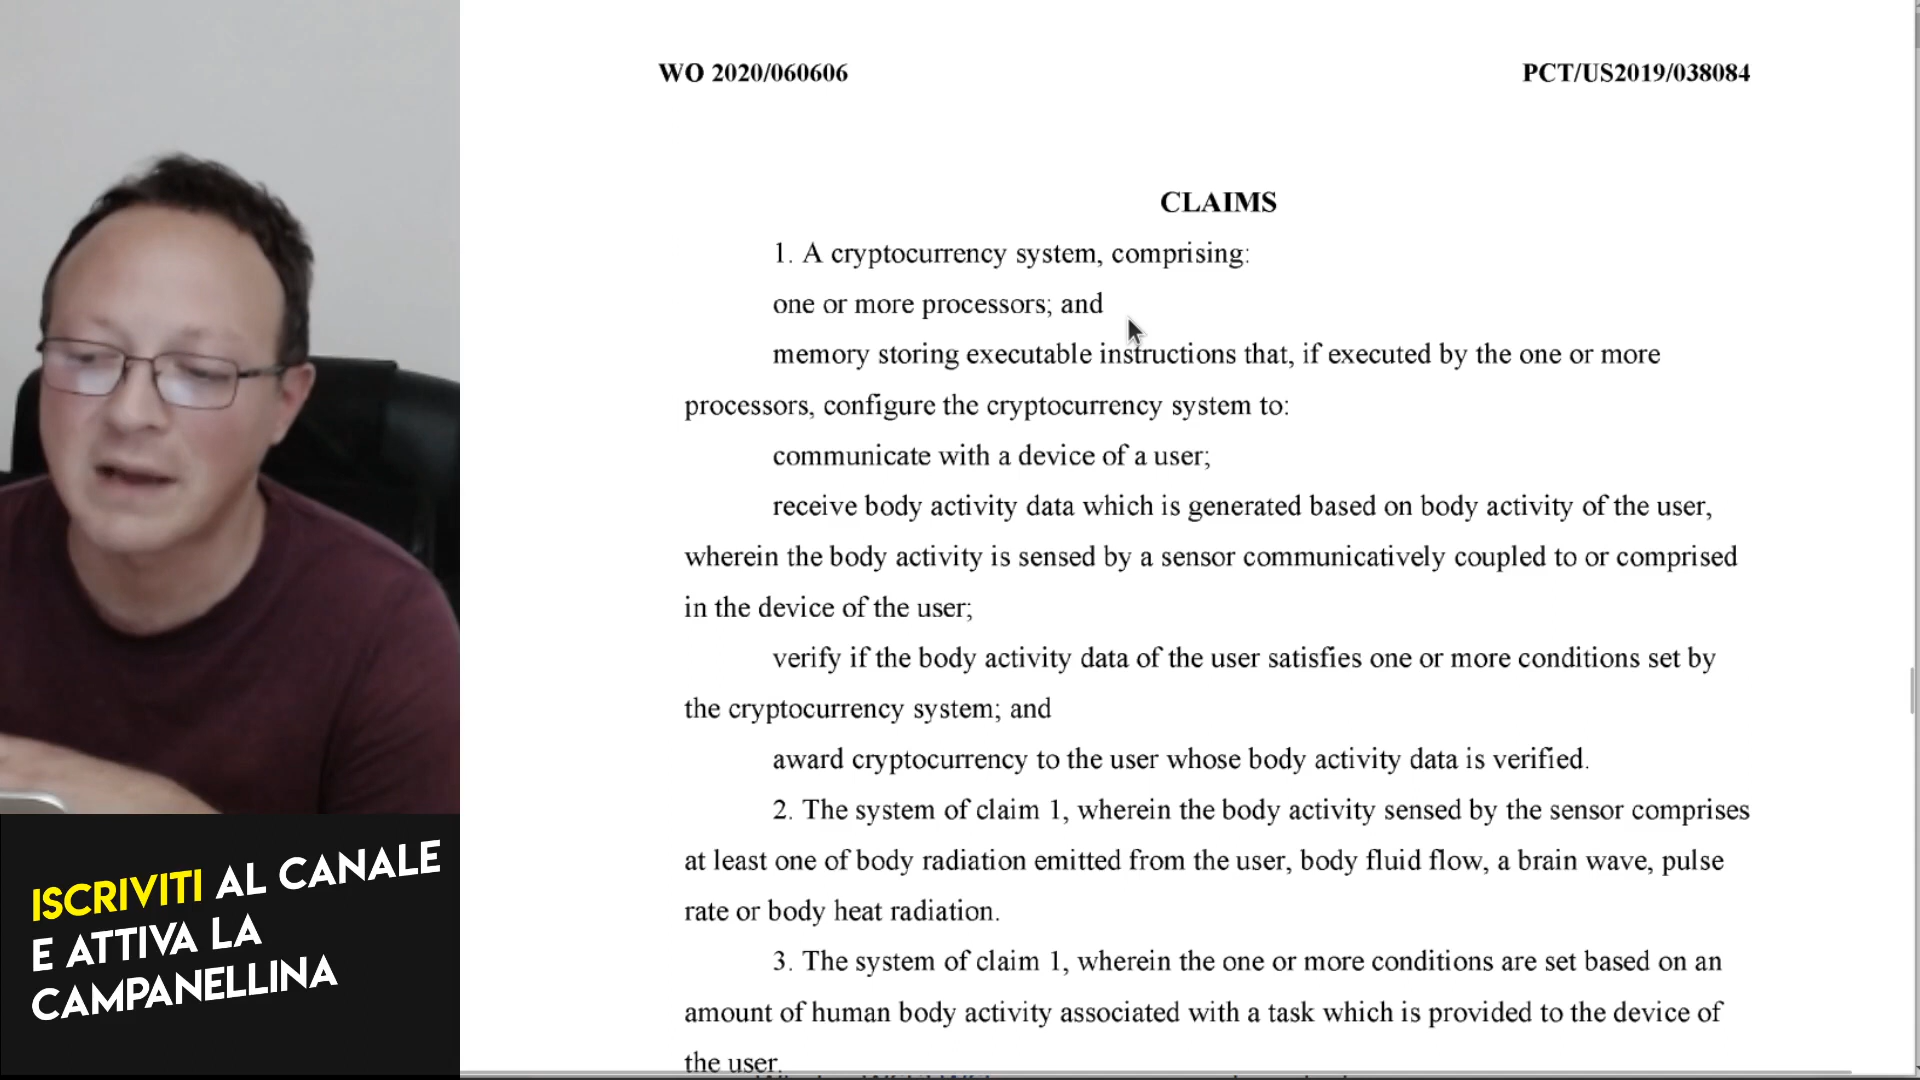 WO 2020/060606 PCT/US2019/038084
CLAIMS
1. A cryptocurrency system, comprising:
one or more processors; and
memory storing executable instructions that, if executed by the one or more
processors, configure the cryptocurrency system to:
communicate with a device of a user;
receive body activity data which is generated based on body activity of the user,
wherein the body activity is sensed by a sensor communicatively coupled to or comprised
in the device of the user;
verify if the body activity data of the user satisfies one or more conditions set by
the cryptocurrency system; and
award cryptocurrency to the user whose body activity data is verified.
2. The system of claim 1, wherein the body activity sensed by the sensor comprises
at least one of body radiation emitted from the user, body fluid flow, a brain wave, pulse
rate or body heat radiation.
3. The system of claim 1, wherein the one or more conditions are set based on an
amount of human body activity associated with a task which is provided to the device of
the user.
ISCRIVITI AL CANALE
E ATTIVA LA
CAMPANELLINA